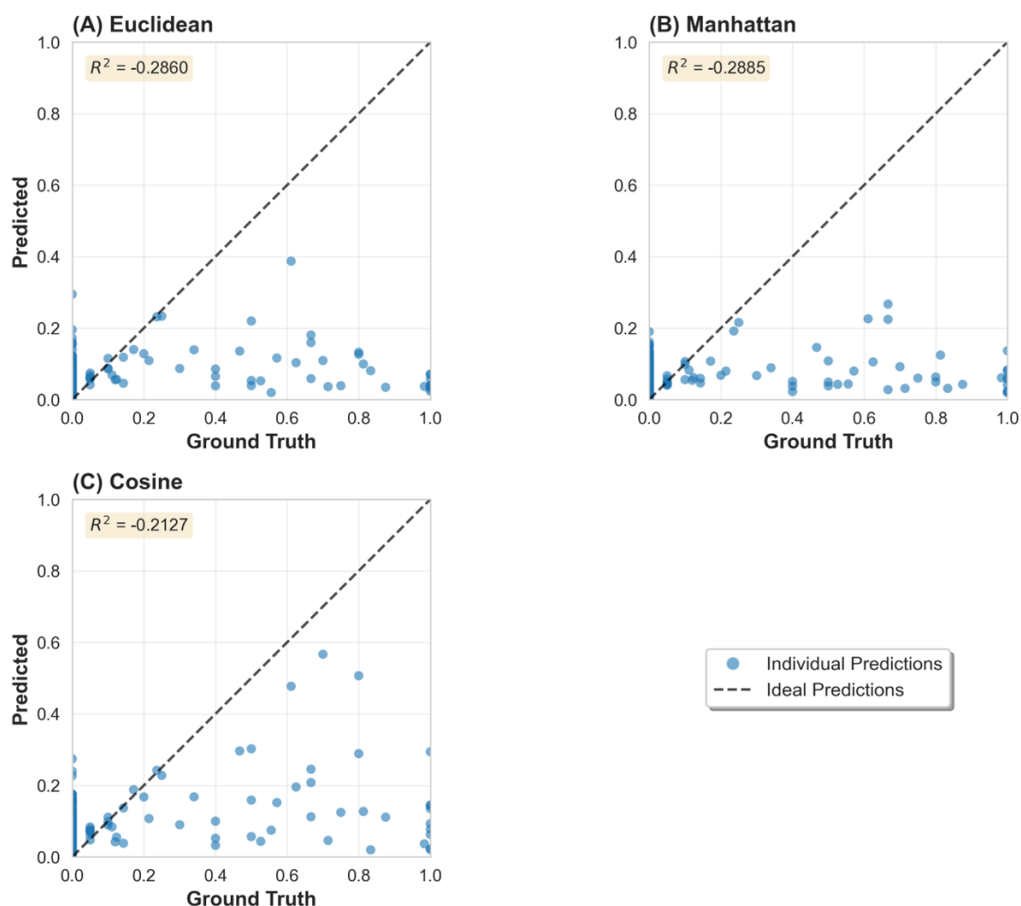 (A) Euclidean
R² = -0.2860
1.0
0.8
0.6
0.4
0.2
0.0
Predicted
0.0 0.2 0.4 0.6 0.8 1.0
Ground Truth
(B) Manhattan
R² = -0.2885
1.0
0.8
0.6
0.4
0.2
0.0
0.0 0.2 0.4 0.6 0.8 1.0
Ground Truth
(C) Cosine
R² = -0.2127
1.0
0.8
0.6
0.4
0.2
0.0
Predicted
0.0 0.2 0.4 0.6 0.8 1.0
Ground Truth
Individual Predictions
Ideal Predictions